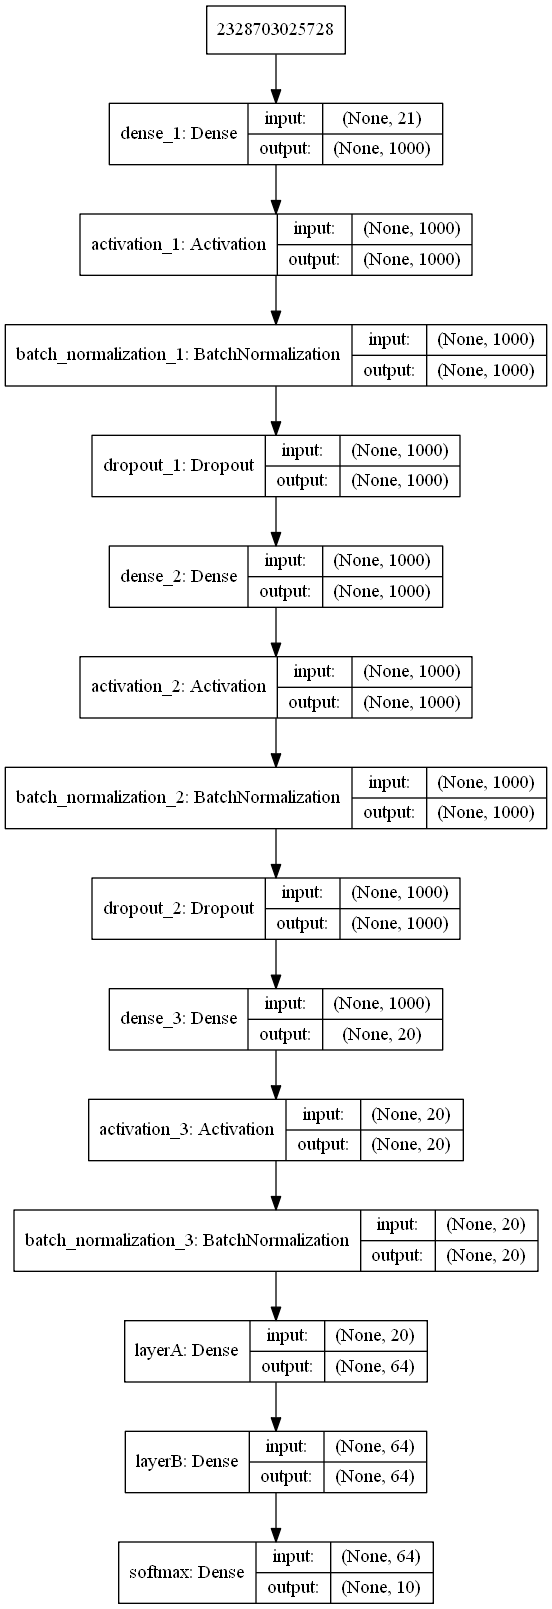 2328703025728
dense_1: Dense input: (None, 21)
output: (None, 1000)
activation_1: Activation input: (None, 1000)
output: (None, 1000)
batch_normalization_1: BatchNormalization input: (None, 1000)
output: (None, 1000)
dropout_1: Dropout input: (None, 1000)
output: (None, 1000)
dense_2: Dense input: (None, 1000)
output: (None, 1000)
activation_2: Activation input: (None, 1000)
output: (None, 1000)
batch_normalization_2: BatchNormalization input: (None, 1000)
output: (None, 1000)
dropout_2: Dropout input: (None, 1000)
output: (None, 1000)
dense_3: Dense input: (None, 1000)
output: (None, 20)
activation_3: Activation input: (None, 20)
output: (None, 20)
batch_normalization_3: BatchNormalization input: (None, 20)
output: (None, 20)
layerA: Dense input: (None, 20)
output: (None, 64)
layerB: Dense input: (None, 64)
output: (None, 64)
softmax: Dense input: (None, 64)
output: (None, 10)